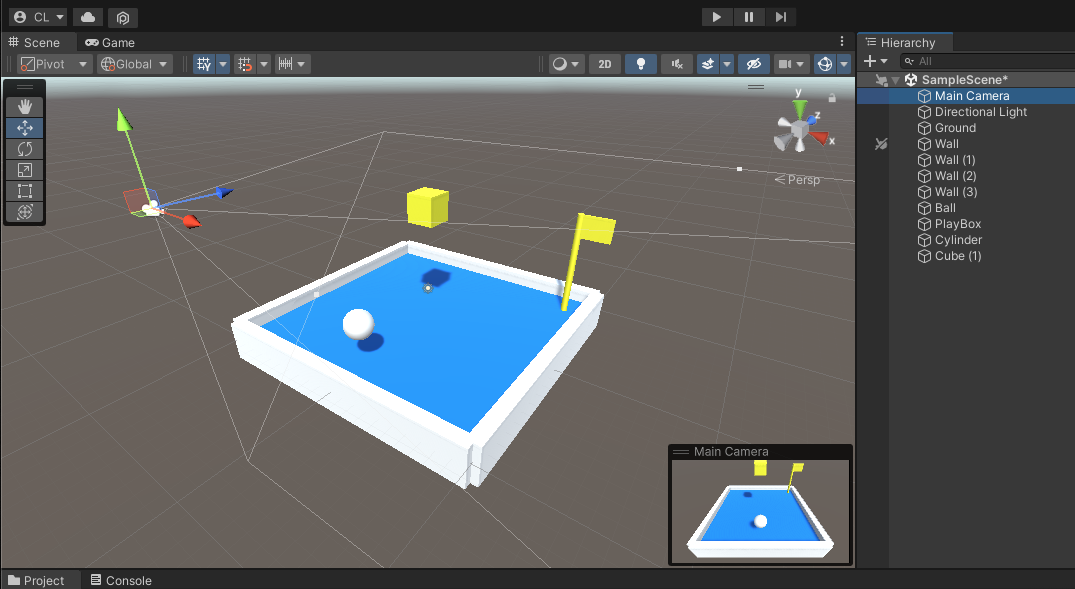 CL
Scene
Game
Hierarchy
Pivot
Global
2D
All
SampleScene*
Main Camera
Directional Light
Ground
Wall
Wall (1)
Wall (2)
Wall (3)
Ball
PlayBox
Cylinder
Cube (1)
y
z
x
Persp
Main Camera
Project
Console